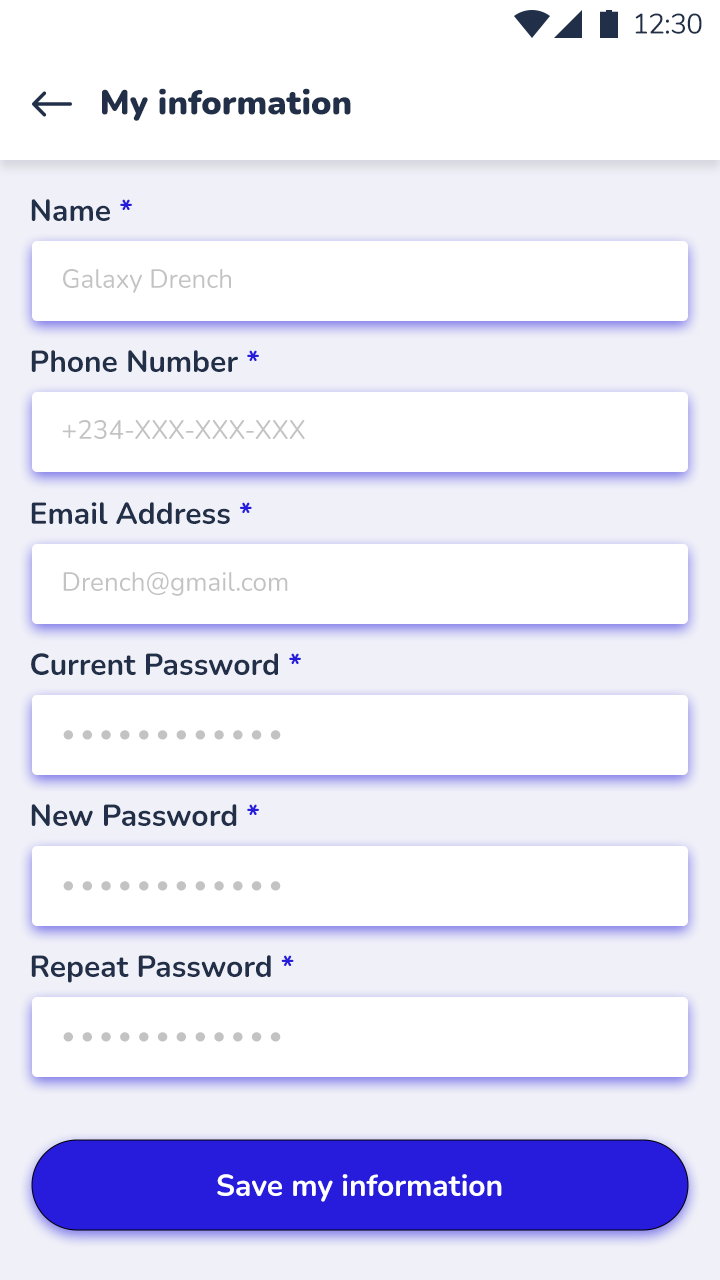 12:30
My information
Name *
Galaxy Drench
Phone Number *
+234-XXX-XXX-XXX
Email Address *
Drench@gmail.com
Current Password *
••••••••••••
New Password *
••••••••••••
Repeat Password *
••••••••••••
Save my information